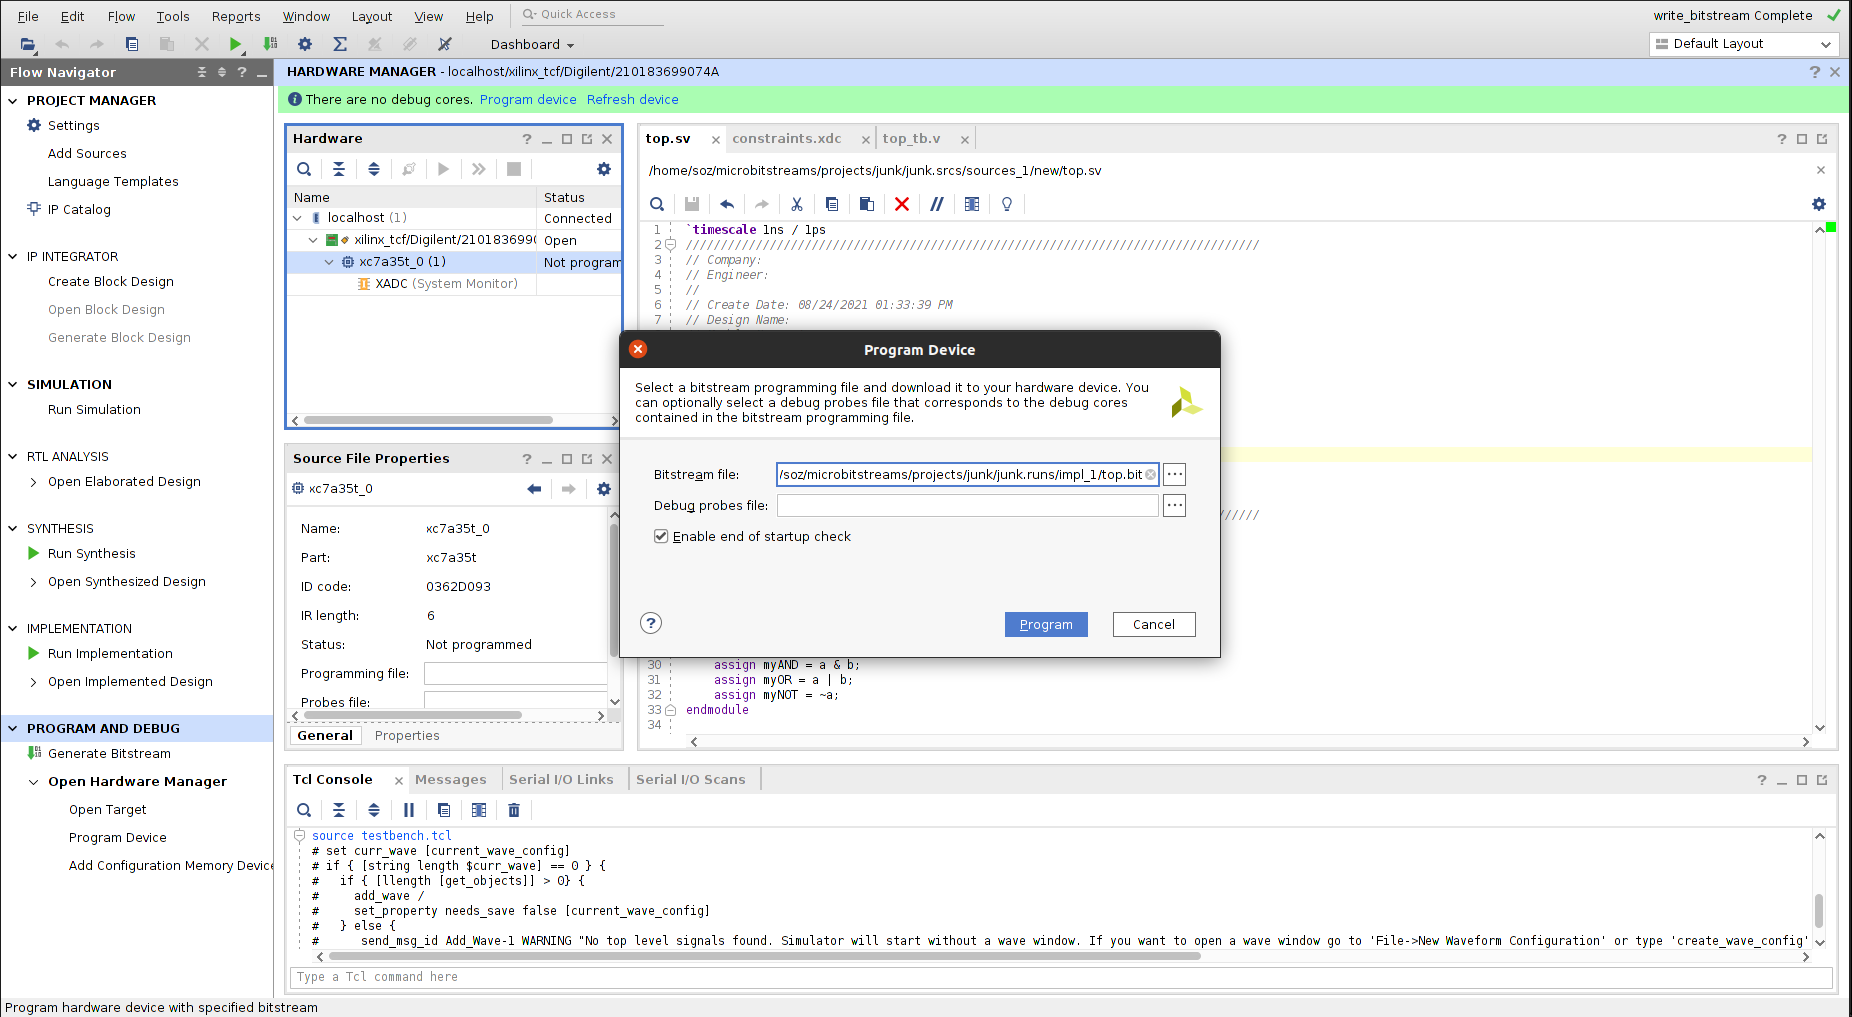 File Edit Flow Tools Reports Window Layout View Help Quick Access write_bitstream Complete
Dashboard Default Layout
Flow Navigator
PROJECT MANAGER
Settings
Add Sources
Language Templates
IP Catalog
IP INTEGRATOR
Create Block Design
Open Block Design
Generate Block Design
SIMULATION
Run Simulation
RTL ANALYSIS
Open Elaborated Design
SYNTHESIS
Run Synthesis
Open Synthesized Design
IMPLEMENTATION
Run Implementation
Open Implemented Design
PROGRAM AND DEBUG
Generate Bitstream
Open Hardware Manager
Open Target
Program Device
Add Configuration Memory Device
HARDWARE MANAGER - localhost/xilinx_tcf/Digilent/210183699074A
There are no debug cores. Program device Refresh device
Hardware
Name Status
localhost (1) Connected
xilinx_tcf/Digilent/2101836990 Open
xc7a35t_0 (1) Not program
XADC (System Monitor)
Source File Properties
xc7a35t_0
Name: xc7a35t_0
Part: xc7a35t
ID code: 0362D093
IR length: 6
Status: Not programmed
Programming file:
Probes file:
General Properties
top.sv constraints.xdc top_tb.v
/home/soz/microbitstreams/projects/junk/junk.srcs/sources_1/new/top.sv
1 `timescale 1ns / 1ps
2 //////////////////////////////////////////////////////////////////////////////////
3 // Company:
4 // Engineer:
5 //
6 // Create Date: 08/24/2021 01:33:39 PM
7 // Design Name:
//////
30 assign myAND = a & b;
31 assign myOR = a | b;
32 assign myNOT = ~a;
33 endmodule
34
Program Device
Select a bitstream programming file and download it to your hardware device. You
can optionally select a debug probes file that corresponds to the debug cores
contained in the bitstream programming file.
Bitstream file: /soz/microbitstreams/projects/junk/junk.runs/impl_1/top.bit
Debug probes file:
Enable end of startup check
Program Cancel
Tcl Console Messages Serial I/O Links Serial I/O Scans
source testbench.tcl
# set curr_wave [current_wave_config]
# if { [string length $curr_wave] == 0 } {
# if { [llength [get_objects]] > 0} {
# add_wave /
# set_property needs_save false [current_wave_config]
# } else {
# send_msg_id Add_Wave-1 WARNING "No top level signals found. Simulator will start without a wave window. If you want to open a wave window go to 'File->New Waveform Configuration' or type 'create_wave_config'
Type a Tcl command here
Program hardware device with specified bitstream